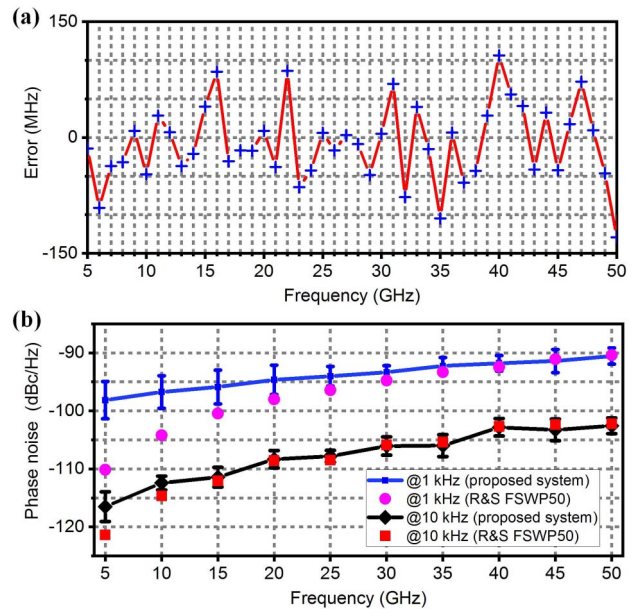 (a)
150
0
-150
Error (MHz)
5 10 15 20 25 30 35 40 45 50
Frequency (GHz)
(b)
-90
-100
-110
-120
Phase noise (dBc/Hz)
@1 kHz (proposed system)
@1 kHz (R&S FSWP50)
@10 kHz (proposed system)
@10 kHz (R&S FSWP50)
5 10 15 20 25 30 35 40 45 50
Frequency (GHz)